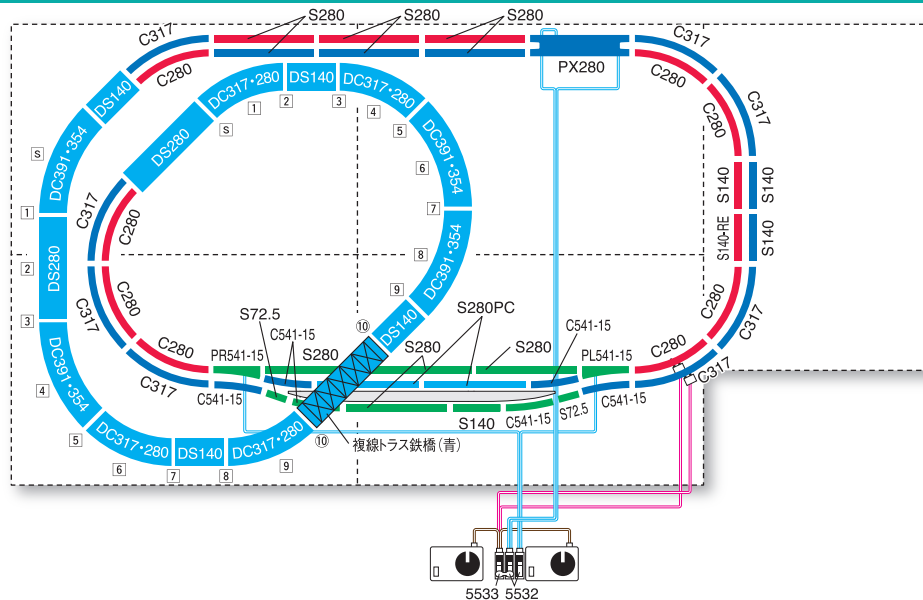 S280
S280
S280
C317
C280
PX280
C317
C280
C280
C317
DS140
DC391・354
S
1
DS280
2
3
DC391・354
4
5
DC317・280
6
7
DS140
8
DC317・280
9
⑩
複線トラス鉄橋(青)
DS280
S
DC317・280
1
2
DS140
3
DC317・280
4
5
DC391・354
6
7
DC391・354
8
9
DS140
⑩
C317
C280
C280
C317
C280
C317
S140
S140
S140-RE
S140
C280
C317
C280
C317
S72.5
C541-15
PR541-15
S280
S280
S280PC
S280
C541-15
PL541-15
C541-15
S140
C541-15
S72.5
C541-15
5533
5532